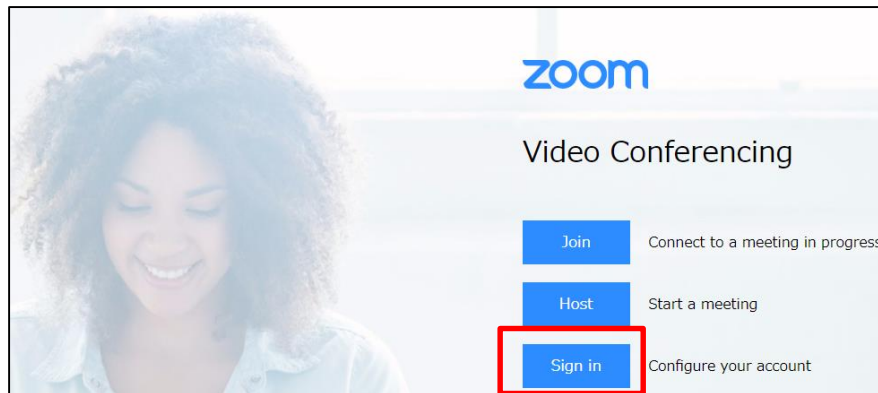 zoom
Video Conferencing
Join Connect to a meeting in progress
Host Start a meeting
Sign in Configure your account